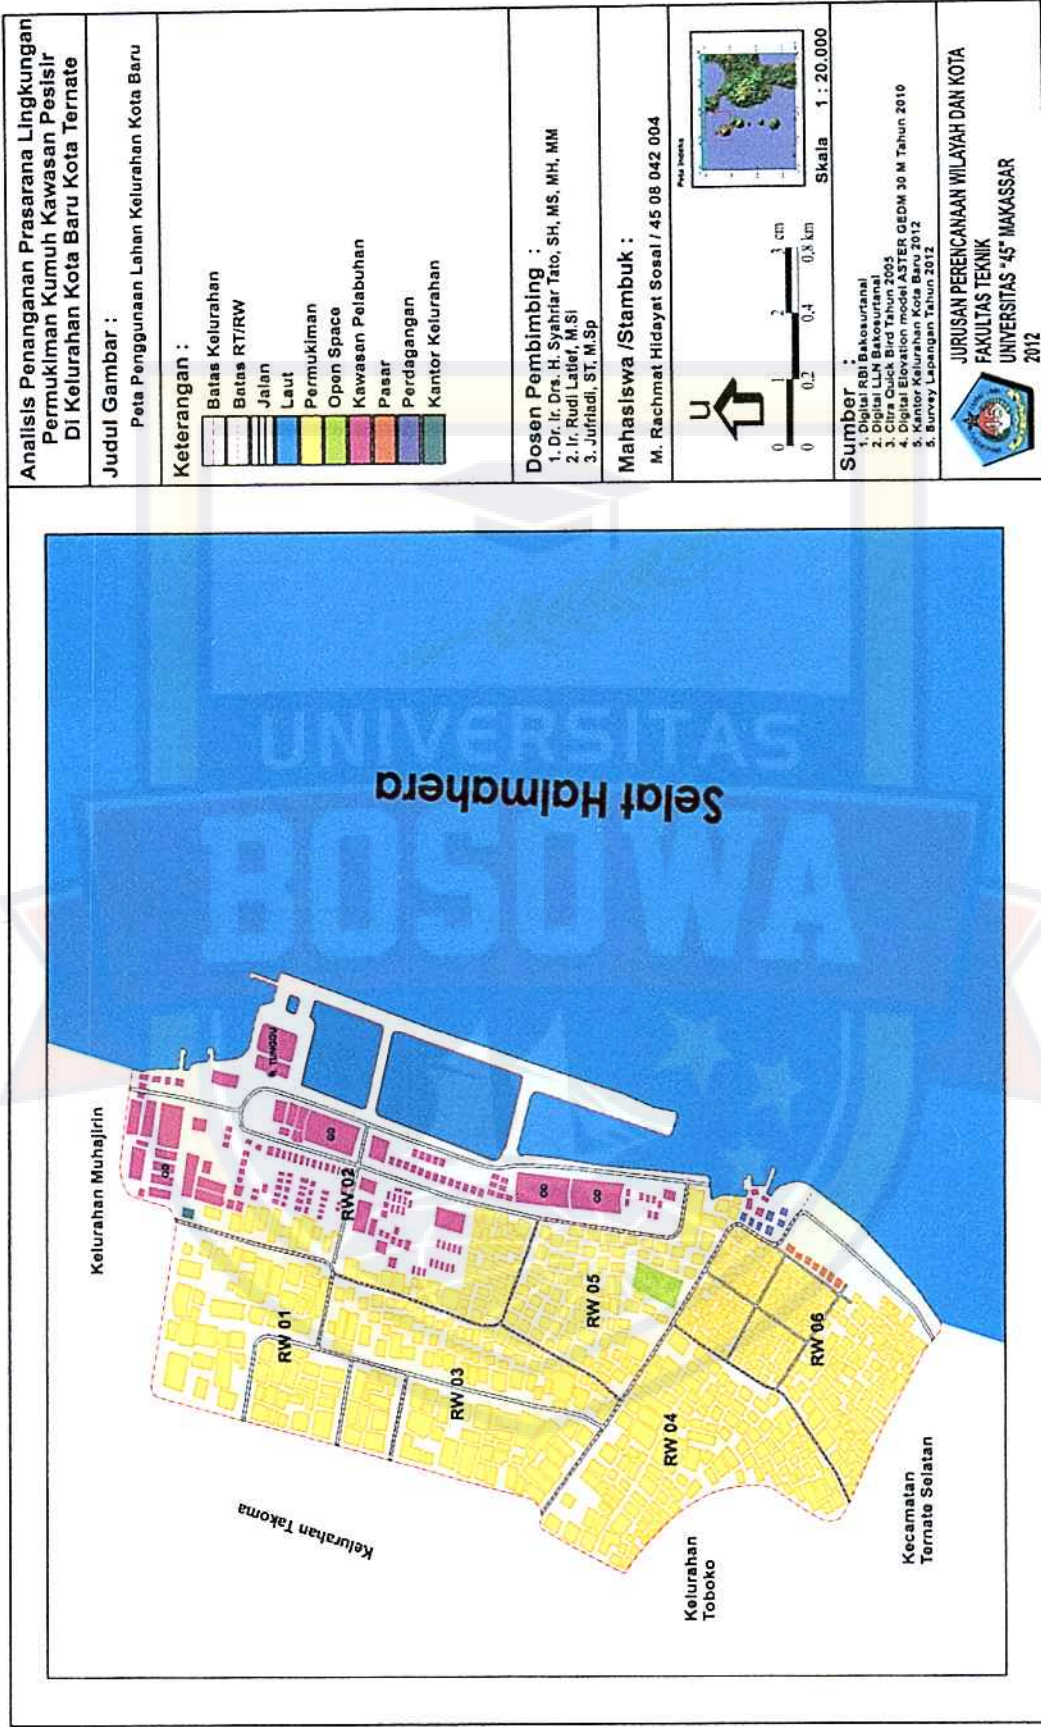 Analisis Penanganan Prasarana Lingkungan
Permukiman Kumuh Kawasan Pesisir
Di Kelurahan Kota Baru Kota Ternate
Judul Gambar :
Peta Penggunaan Lahan Kelurahan Kota Baru
Keterangan :
Batas Kelurahan
Batas RT/RW
Jalan
Laut
Permukiman
Open Space
Kawasan Pelabuhan
Pasar
Perdagangan
Kantor Kelurahan
Dosen Pembimbing :
1. Dr. Ir. Drs. H. Syahriar Tato, SH, MS, MH, MM
2. Ir. Rudi Latief, M.Si
3. Jufriadi, ST, M.Sp
Mahasiswa /Stambuk :
M. Rachmat Hidayat Sosal / 45 08 042 004
Peta Indeks
U
0 1 2 3 cm
0 0,2 0,4 0,8 km
Skala 1 : 20.000
Sumber :
1. Digital RBI Bakosurtanal
2. Digital LLN Bakosurtanal
3. Citra Quick Bird Tahun 2005
4. Digital Elevation model ASTER GEDM 30 M Tahun 2010
5. Kantor Kelurahan Kota Baru 2012
5. Survey Lapangan Tahun 2012
JURUSAN PERENCANAAN WILAYAH DAN KOTA
FAKULTAS TEKNIK
UNIVERSITAS "45" MAKASSAR
2012
Kelurahan Muhajirin
Kelurahan Takoma
Kelurahan
Toboko
Kecamatan
Ternate Selatan
Selat Halmahera
RW 01
RW 02
RW 03
RW 04
RW 05
RW 06
R. TUNGGU
UNIVERSITAS
BOSOWA